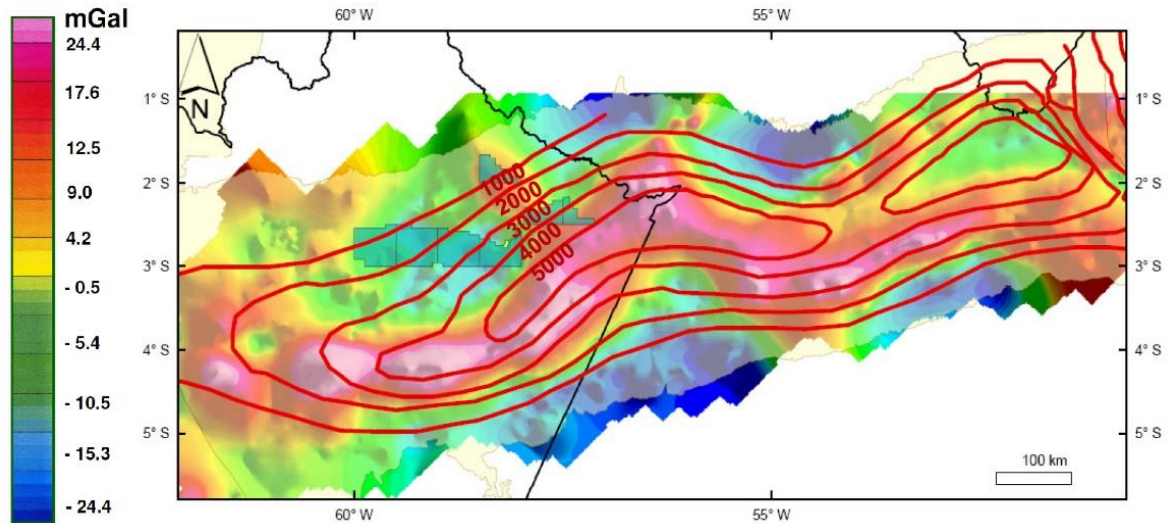 mGal
24.4
17.6
12.5
9.0
4.2
- 0.5
- 5.4
- 10.5
- 15.3
- 24.4
60° W
55° W
N
1° S
1° S
2° S
2° S
3° S
3° S
4° S
4° S
5° S
5° S
1000
2000
3000
4000
5000
100 km
60° W
55° W